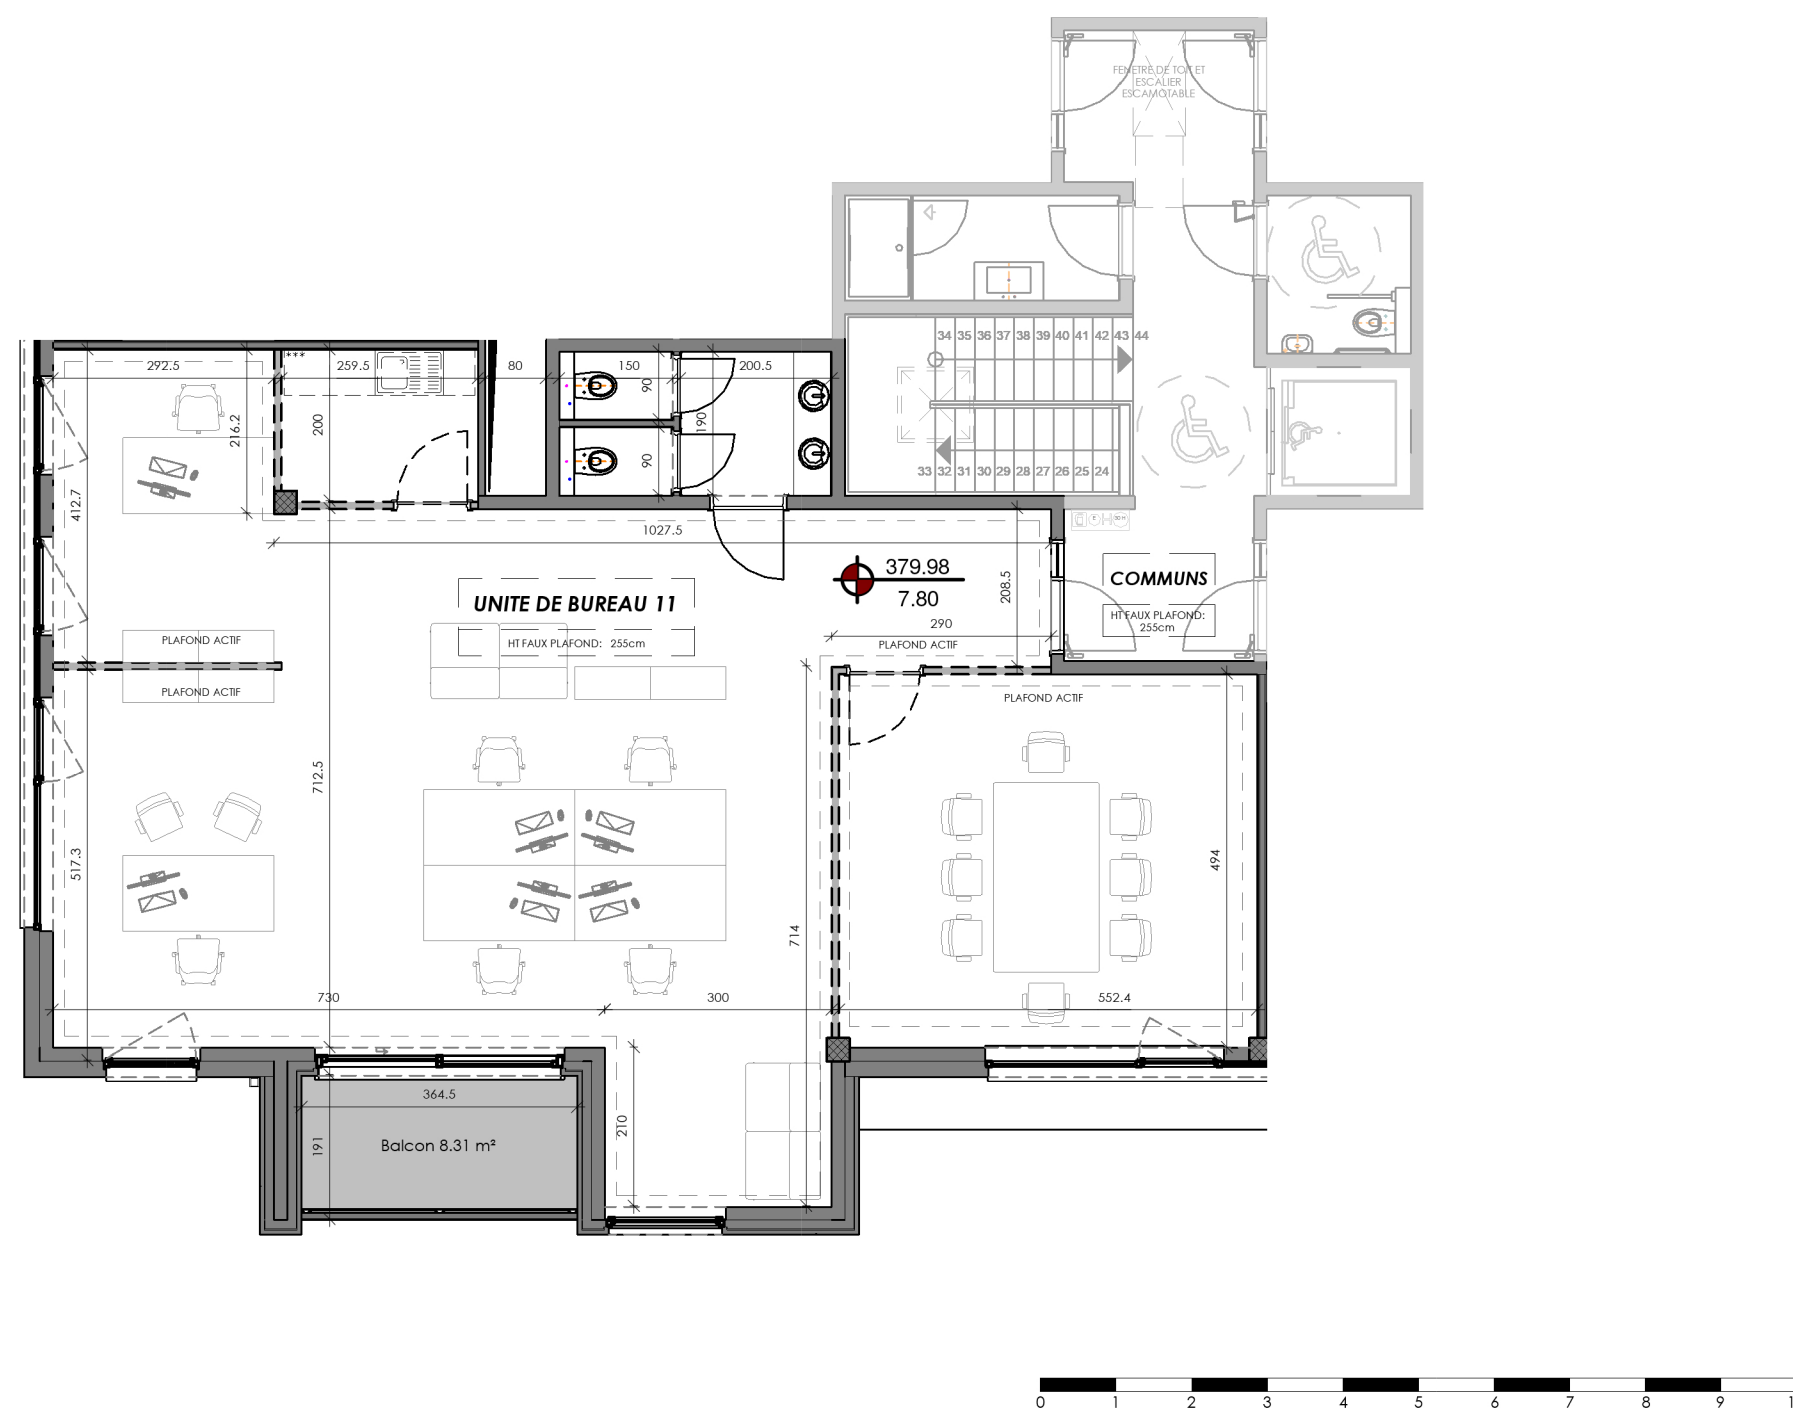 FENETRE DE TOIT ET
ESCALIER
ESCAMOTABLE
34 35 36 37 38 39 40 41 42 43 44
***
292.5 259.5 80 150 200.5
90
216.2
200
190
90
33 32 31 30 29 28 27 26 25 24
412.7
1027.5
E 30 H
379.98
7.80
COMMUNS
208.5
UNITE DE BUREAU 11
HT FAUX PLAFOND:
255cm
290
PLAFOND ACTIF
HT FAUX PLAFOND: 255cm
PLAFOND ACTIF
PLAFOND ACTIF
PLAFOND ACTIF
712.5
517.3
494
714
730 300 552.4
364.5
210
191
Balcon 8.31 m²
0 1 2 3 4 5 6 7 8 9